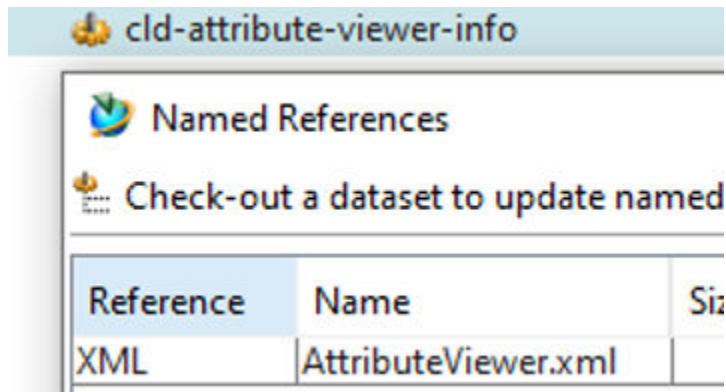 cld-attribute-viewer-info
Named References
Check-out a dataset to update named
Reference Name
XML AttributeViewer.xml